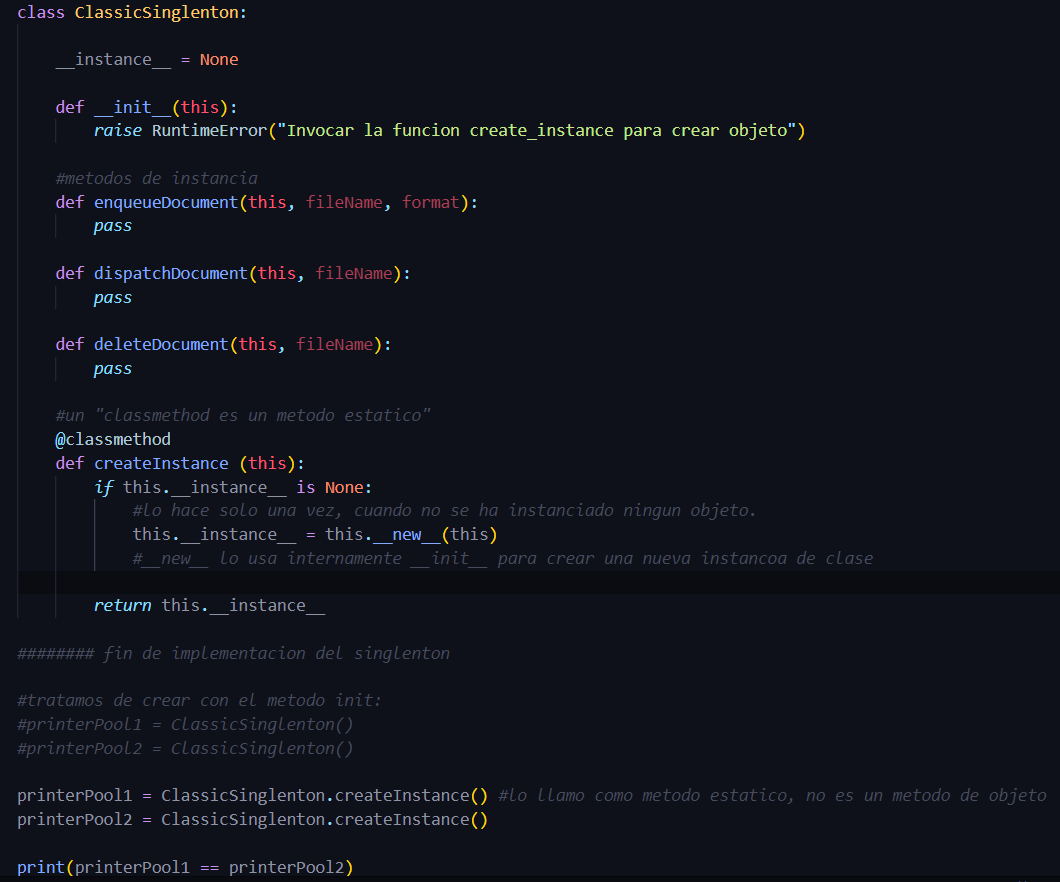 class ClassicSinglenton:
__instance__ = None
def __init__(this):
raise RuntimeError("Invocar la funcion create_instance para crear objeto")
#metodos de instancia
def enqueueDocument(this, fileName, format):
pass
def dispatchDocument(this, fileName):
pass
def deleteDocument(this, fileName):
pass
#un "classmethod es un metodo estatico"
@classmethod
def createInstance (this):
if this.__instance__ is None:
#lo hace solo una vez, cuando no se ha instanciado ningun objeto.
this.__instance__ = this.__new__(this)
#__new__ lo usa internamente __init__ para crear una nueva instancoa de clase
return this.__instance__
######## fin de implementacion del singlenton
#tratamos de crear con el metodo init:
#printerPool1 = ClassicSinglenton()
#printerPool2 = ClassicSinglenton()
printerPool1 = ClassicSinglenton.createInstance() #lo llamo como metodo estatico, no es un metodo de objeto
printerPool2 = ClassicSinglenton.createInstance()
print(printerPool1 == printerPool2)